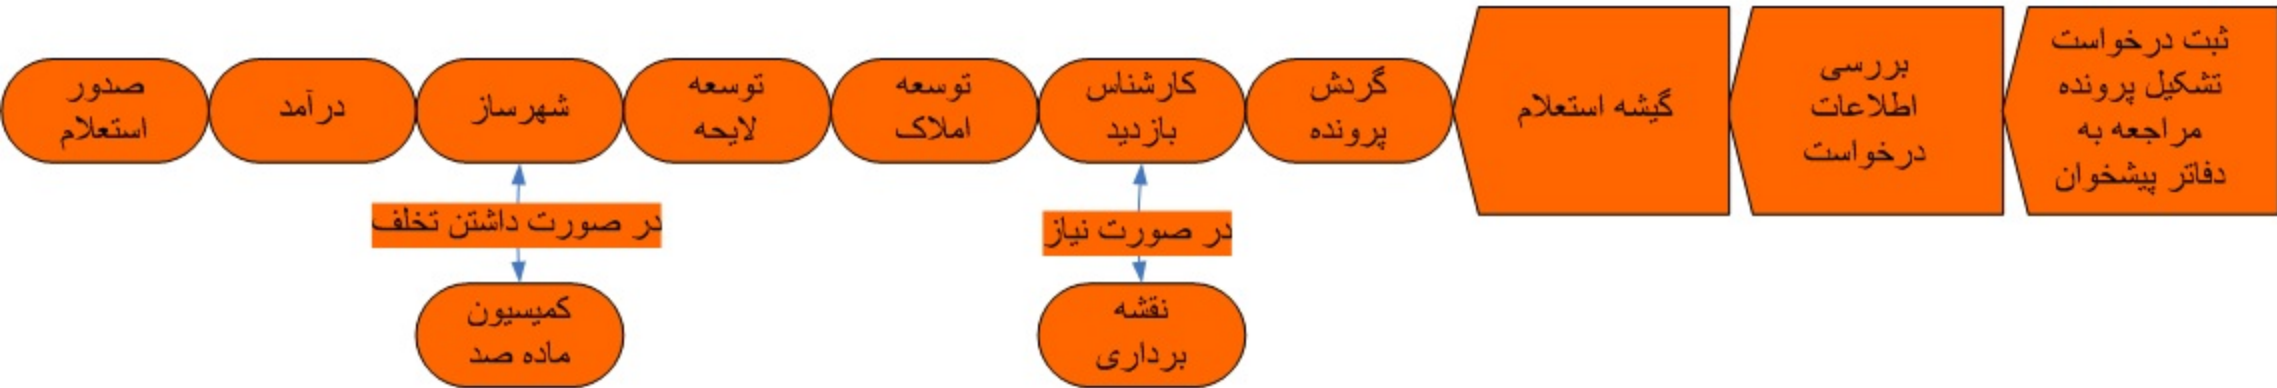 ثبت درخواست
تشکیل پرونده
مراجعه به
دفاتر پیشخوان
بررسی
اطلاعات
درخواست
گیشه استعلام
گردش
پرونده
کارشناس
بازدید
توسعه
املاک
توسعه
لایحه
شهرساز
درآمد
صدور
استعلام
در صورت نیاز
در صورت داشتن تخلف
نقشه
برداری
کمیسیون
ماده صد